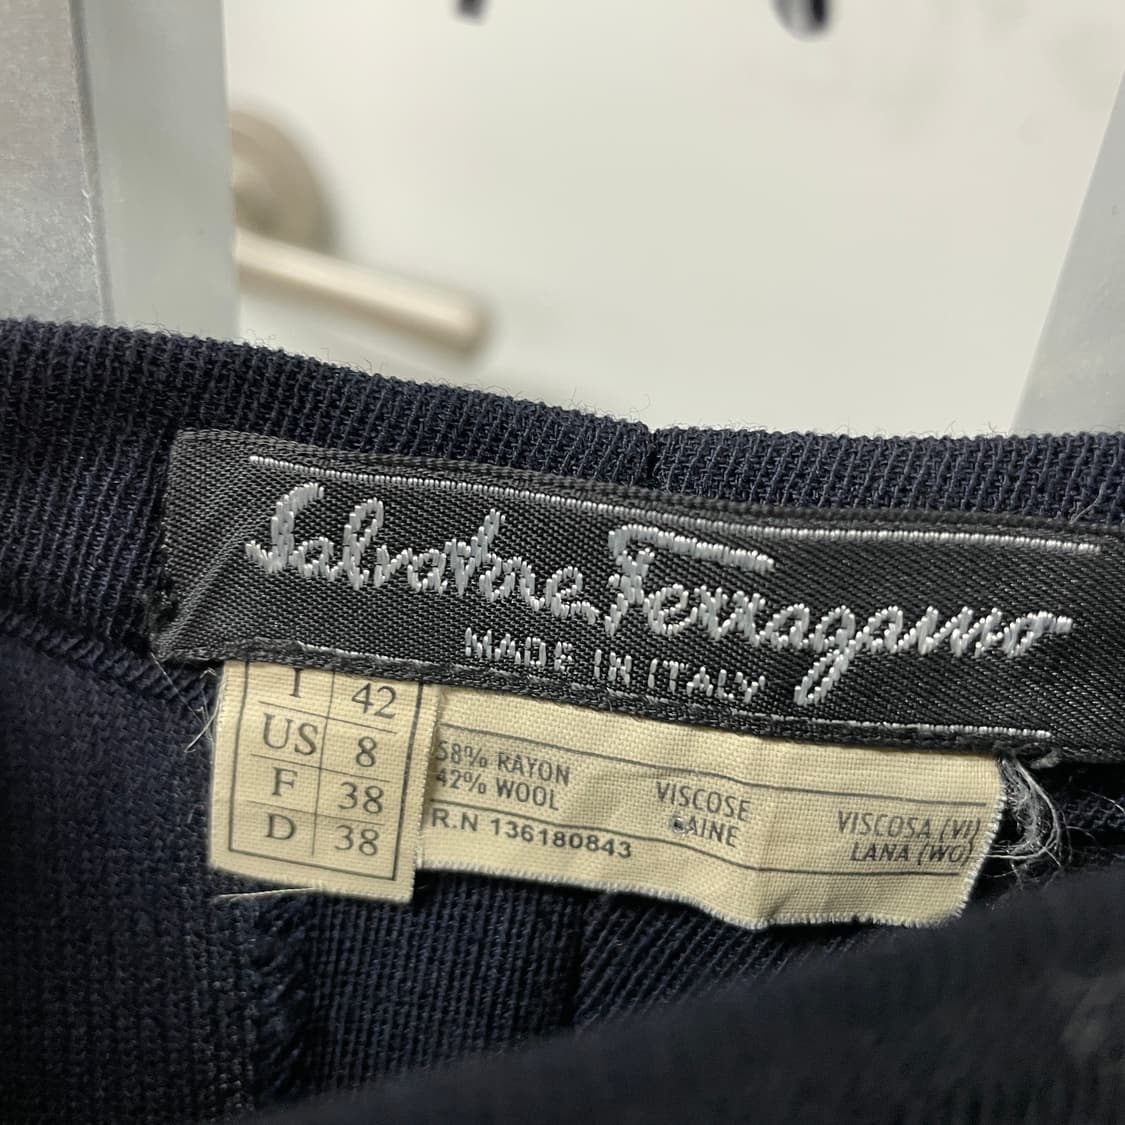 Salvatore Ferragamo
MADE IN ITALY
I 42
US 8
F 38
D 38
58% RAYON VISCOSE VISCOSA (VI)
42% WOOL LAINE LANA (WO)
R.N 136180843